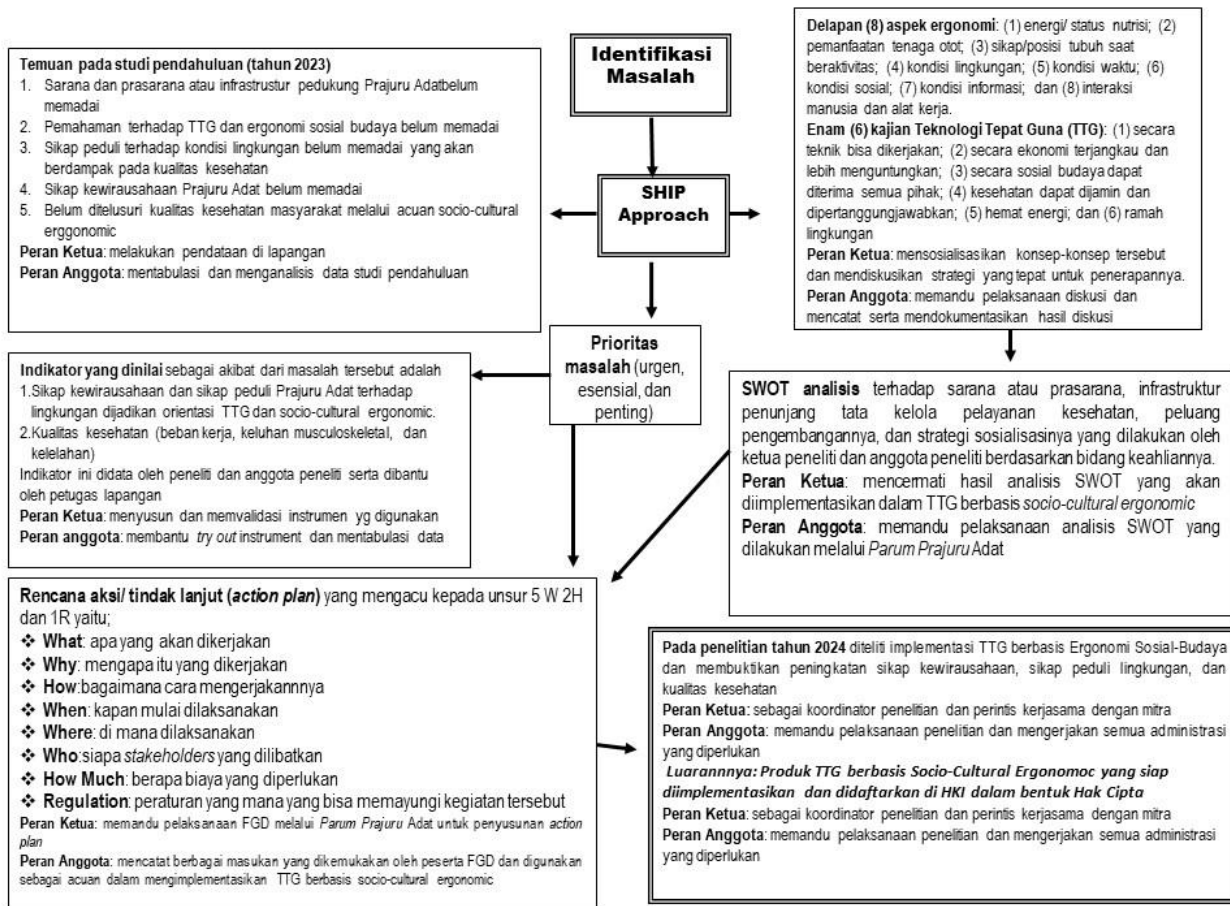 Identifikasi
Masalah
Temuan pada studi pendahuluan (tahun 2023)
1. Sarana dan prasarana atau infrastrustur pedukung Prajuru Adatbelum
memadai
2. Pemahaman terhadap TTG dan ergonomi sosial budaya belum memadai
3. Sikap peduli terhadap kondisi lingkungan belum memadai yang akan
berdampak pada kualitas kesehatan
4. Sikap kewirausahaan Prajuru Adat belum memadai
5. Belum ditelusuri kualitas kesehatan masyarakat melalui acuan socio-cultural
erggonomic
Peran Ketua: melakukan pendataan di lapangan
Peran Anggota: mentabulasi dan menganalisis data studi pendahuluan
SHIP
Approach
Delapan (8) aspek ergonomi: (1) energi/ status nutrisi; (2)
pemanfaatan tenaga otot; (3) sikap/posisi tubuh saat
beraktivitas; (4) kondisi lingkungan; (5) kondisi waktu; (6)
kondisi sosial; (7) kondisi informasi; dan (8) interaksi
manusia dan alat kerja.
Enam (6) kajian Teknologi Tepat Guna (TTG): (1) secara
teknik bisa dikerjakan; (2) secara ekonomi terjangkau dan
lebih menguntungkan; (3) secara sosial budaya dapat
diterima semua pihak; (4) kesehatan dapat dijamin dan
dipertanggungjawabkan; (5) hemat energi; dan (6) ramah
lingkungan
Peran Ketua: mensosialisasikan konsep-konsep tersebut
dan mendiskusikan strategi yang tepat untuk penerapannya.
Peran Anggota: memandu pelaksanaan diskusi dan
mencatat serta mendokumentasikan hasil diskusi
Prioritas
masalah (urgen,
esensial, dan
penting)
Indikator yang dinilai sebagai akibat dari masalah tersebut adalah
1.Sikap kewirausahaan dan sikap peduli Prajuru Adat terhadap
lingkungan dijadikan orientasi TTG dan socio-cultural ergonomic.
2.Kualitas kesehatan (beban kerja, keluhan musculoskeletal, dan
kelelahan)
Indikator ini didata oleh peneliti dan anggota peneliti serta dibantu
oleh petugas lapangan
Peran Ketua: menyusun dan memvalidasi instrumen yg digunakan
Peran anggota: membantu try out instrument dan mentabulasi data
SWOT analisis terhadap sarana atau prasarana, infrastruktur
penunjang tata kelola pelayanan kesehatan, peluang
pengembangannya, dan strategi sosialisasinya yang dilakukan oleh
ketua peneliti dan anggota peneliti berdasarkan bidang keahliannya.
Peran Ketua: mencermati hasil analisis SWOT yang akan
diimplementasikan dalam TTG berbasis socio-cultural ergonomic
Peran Anggota: memandu pelaksanaan analisis SWOT yang
dilakukan melalui Parum Prajuru Adat
Rencana aksi/ tindak lanjut (action plan) yang mengacu kepada unsur 5 W 2H
dan 1R yaitu;
❖ What: apa yang akan dikerjakan
❖ Why: mengapa itu yang dikerjakan
❖ How:bagaimana cara mengerjakannnya
❖ When: kapan mulai dilaksanakan
❖ Where: di mana dilaksanakan
❖ Who:siapa stakeholders yang dilibatkan
❖ How Much: berapa biaya yang diperlukan
❖ Regulation: peraturan yang mana yang bisa memayungi kegiatan tersebut
Peran Ketua: memandu pelaksanaan FGD melalui Parum Prajuru Adat untuk penyusunan action
plan
Peran Anggota: mencatat berbagai masukan yang dikemukakan oleh peserta FGD dan digunakan
sebagai acuan dalam mengimplementasikan TTG berbasis socio-cultural ergonomic
Pada penelitian tahun 2024 diteliti implementasi TTG berbasis Ergonomi Sosial-Budaya
dan membuktikan peningkatan sikap kewirausahaan, sikap peduli lingkungan, dan
kualitas kesehatan
Peran Ketua: sebagai koordinator penelitian dan perintis kerjasama dengan mitra
Peran Anggota: memandu pelaksanaan penelitian dan mengerjakan semua administrasi
yang diperlukan
Luarannnya: Produk TTG berbasis Socio-Cultural Ergonomoc yang siap
diimplementasikan dan didaftarkan di HKI dalam bentuk Hak Cipta
Peran Ketua: sebagai koordinator penelitian dan perintis kerjasama dengan mitra
Peran Anggota: memandu pelaksanaan penelitian dan mengerjakan semua administrasi
yang diperlukan